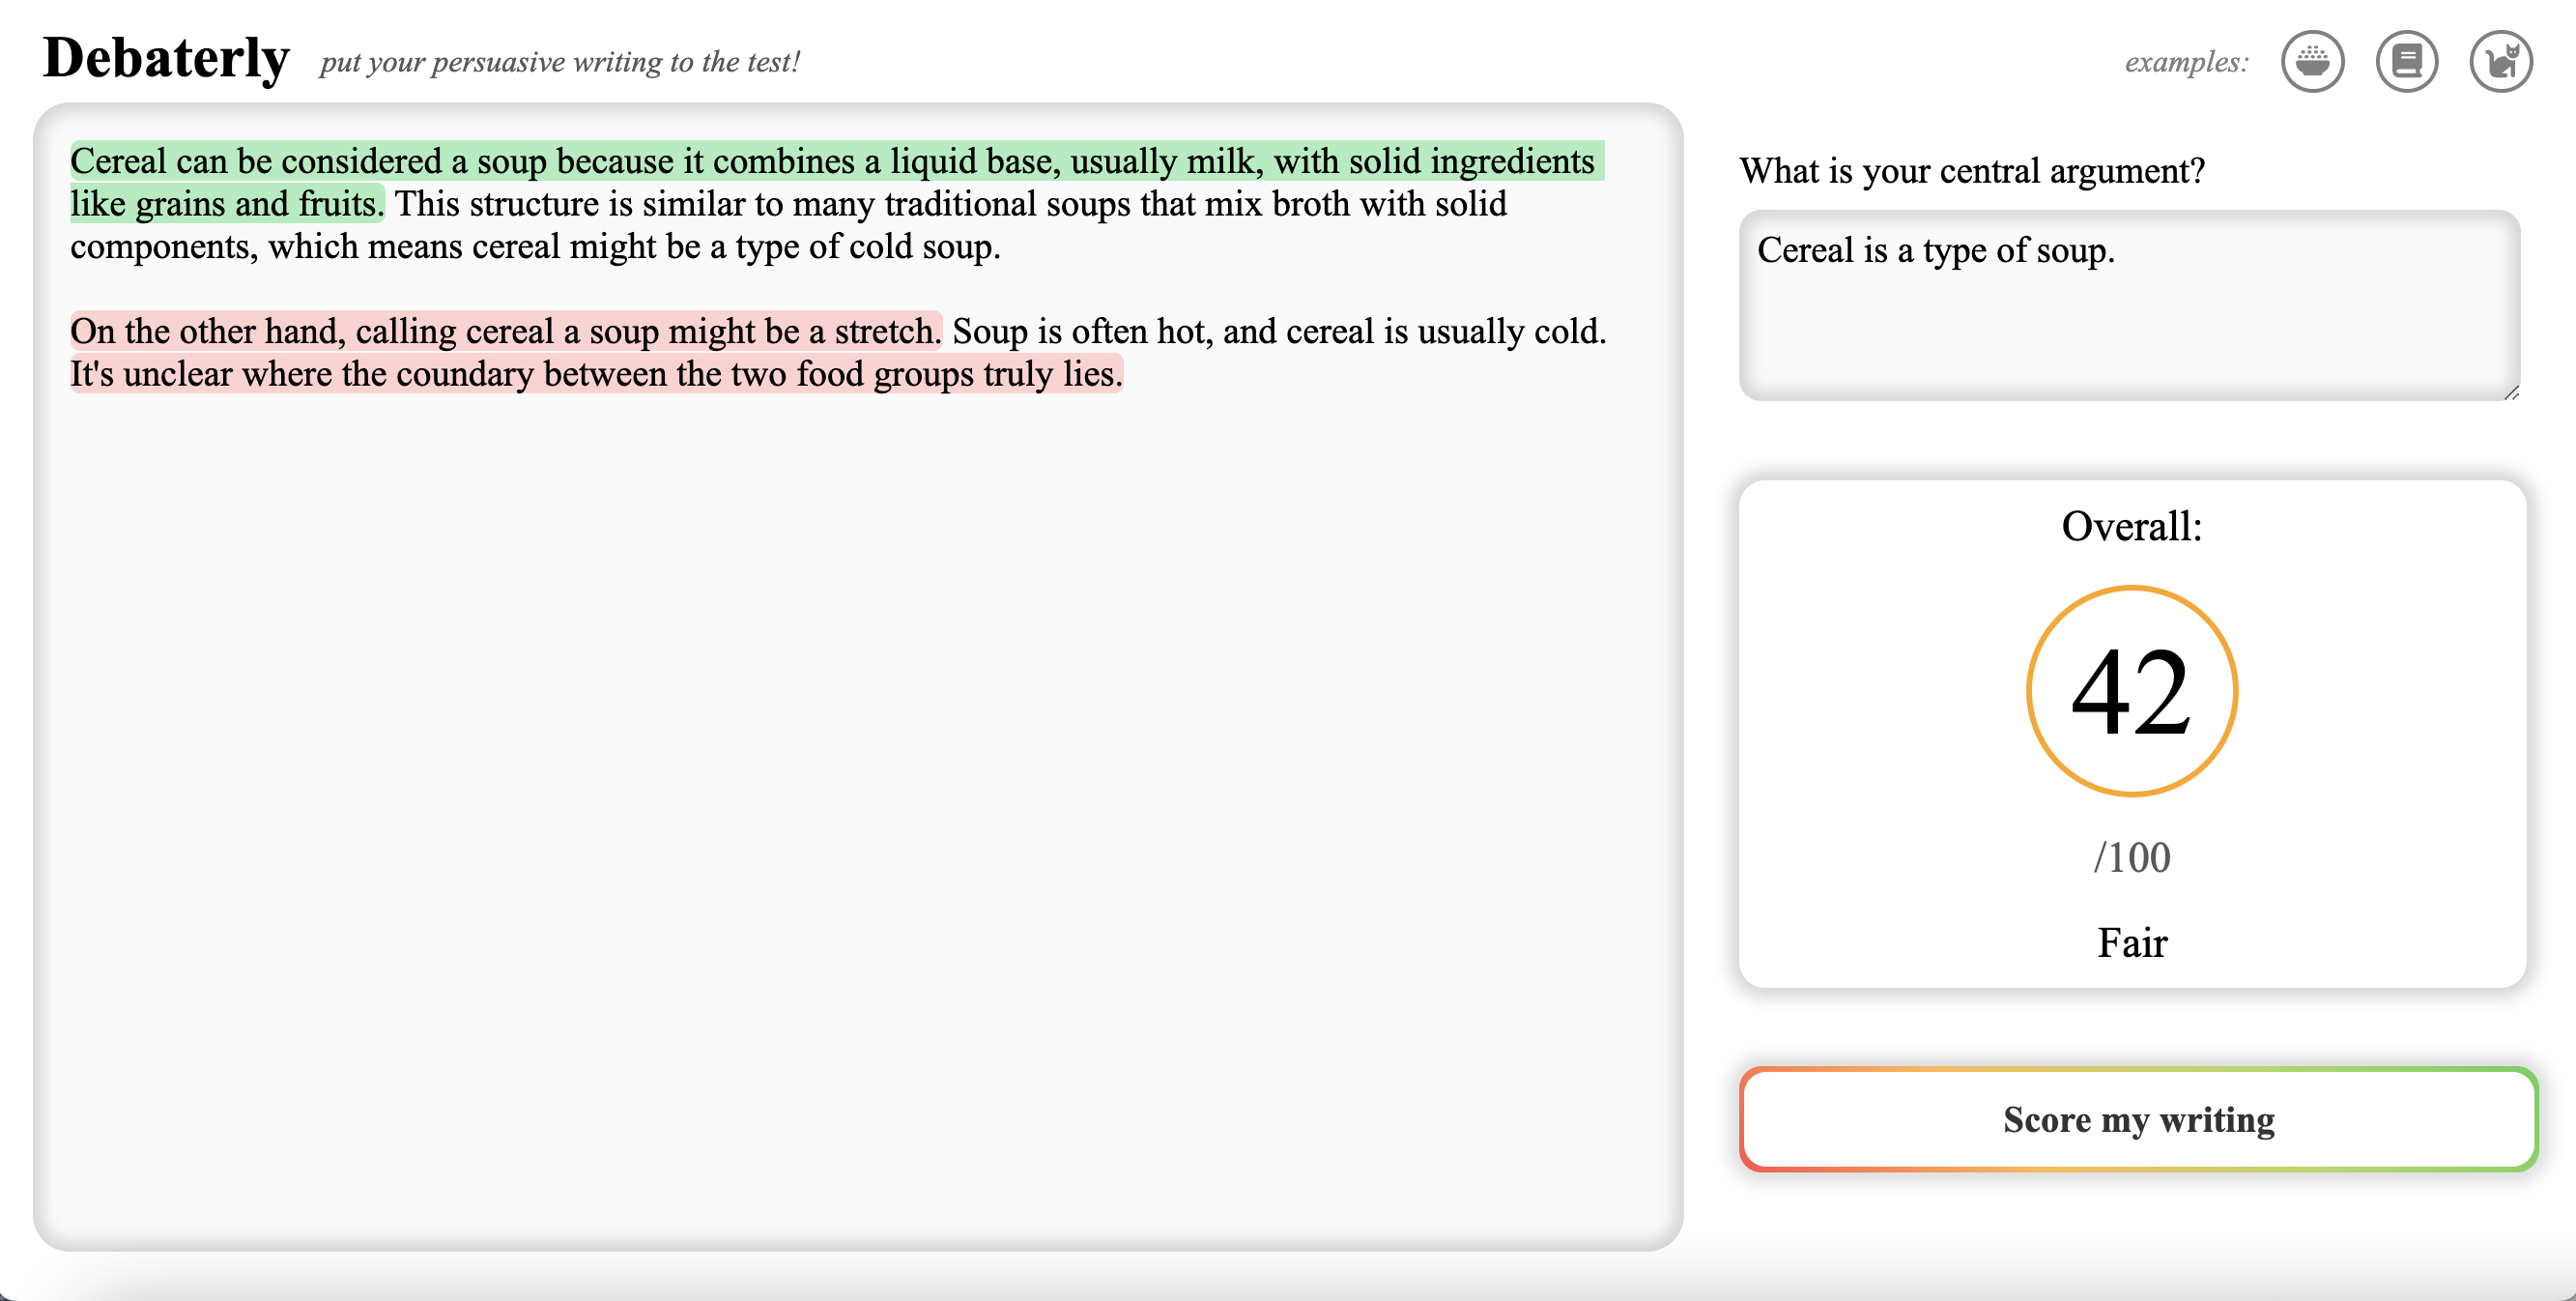 Debaterly put your persuasive writing to the test!
examples:
Cereal can be considered a soup because it combines a liquid base, usually milk, with solid ingredients
like grains and fruits. This structure is similar to many traditional soups that mix broth with solid
components, which means cereal might be a type of cold soup.
On the other hand, calling cereal a soup might be a stretch. Soup is often hot, and cereal is usually cold.
It's unclear where the coundary between the two food groups truly lies.
What is your central argument?
Cereal is a type of soup.
Overall:
42
/100
Fair
Score my writing